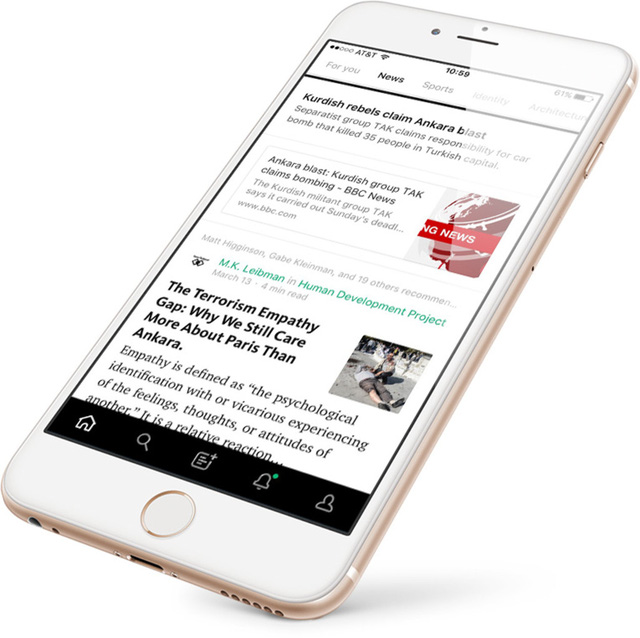 AT&T
10:59
61%
For you
News
Sports
Identity
Architectur
Kurdish rebels claim Ankara blast
Separatist group TAK claims responsibility for car
bomb that killed 35 people in Turkish capital.
Ankara blast: Kurdish group TAK
claims bombing - BBC News
The Kurdish militant group TAK
says it carried out Sunday's deadl...
www.bbc.com
NG NEWS
Matt Higginson, Gabe Kleinman, and 19 others recommen...
M.K. Leibman in Human Development Project
March 13 · 4 min read
The Terrorism Empathy
Gap: Why We Still Care
More About Paris Than
Ankara.
Empathy is defined as “the psychological
identification with or vicarious experiencing
of the feelings, thoughts, or attitudes of
another.” It is a relative reaction...